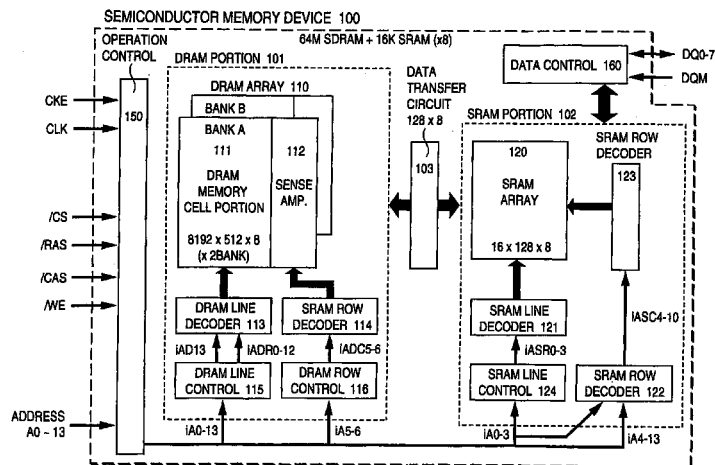 SEMICONDUCTOR MEMORY DEVICE 100
OPERATION
CONTROL
64M SDRAM + 16K SRAM (x8)
DRAM PORTION 101
DRAM ARRAY 110
BANK B
BANK A
111
DRAM
MEMORY
CELL PORTION
8192 x 512 x 8
(x 2BANK)
112
SENSE
AMP.
DATA
TRANSFER
CIRCUIT
128 x 8
103
DATA CONTROL 160
DQ0-7
DQM
SRAM PORTION 102
SRAM ROW
DECODER
123
120
SRAM
ARRAY
16 x 128 x 8
150
CKE
CLK
/CS
/RAS
/CAS
/WE
ADDRESS
A0 ~ 13
DRAM LINE
DECODER 113
SRAM ROW
DECODER 114
iAD13
iADR0-12
iADC5-6
DRAM LINE
CONTROL 115
DRAM ROW
CONTROL 116
iA0-13
iA5-6
SRAM LINE
DECODER 121
iASR0-3
iASC4-10
SRAM LINE
CONTROL 124
SRAM ROW
DECODER 122
iA0-3
iA4-13